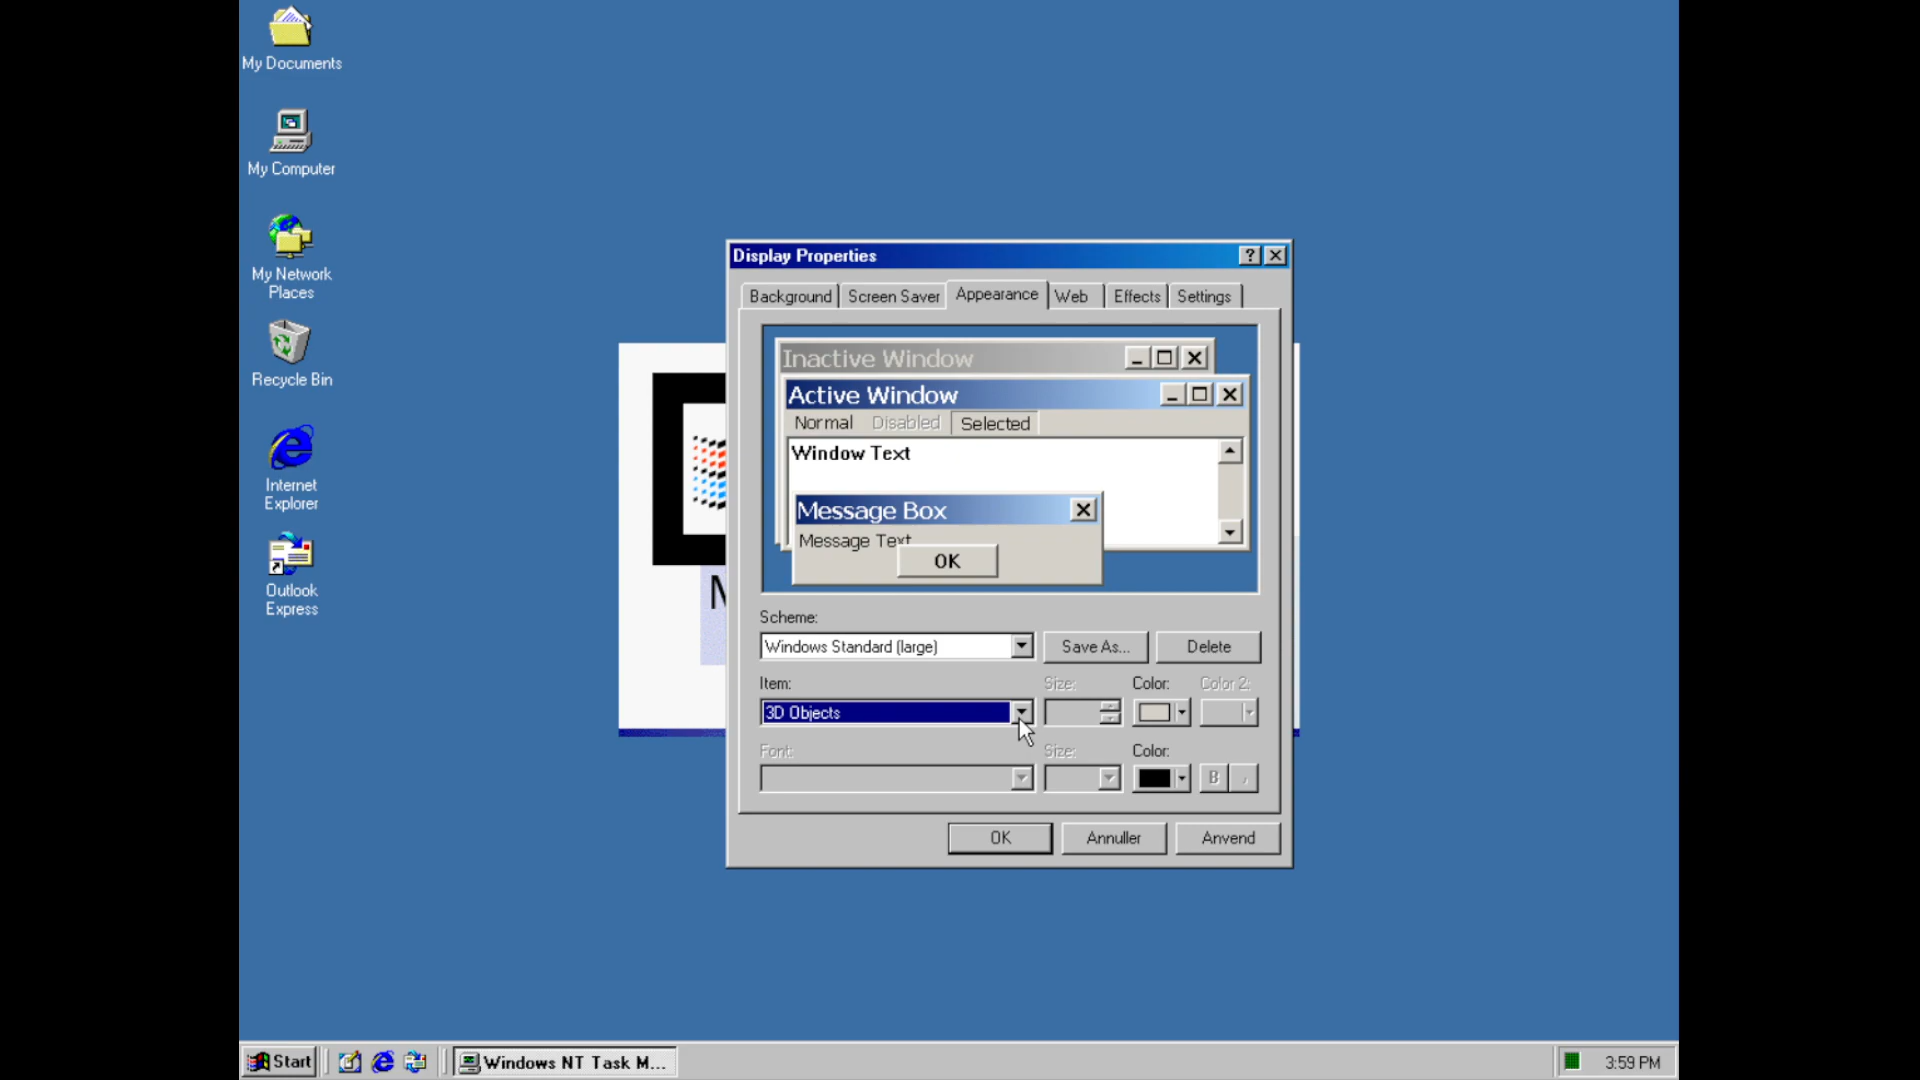 My Documents
My Computer
My Network
Places
Recycle Bin
Internet
Explorer
Outlook
Express
Display Properties
Background
Screen Saver
Appearance
Web
Effects
Settings
Inactive Window
Active Window
Normal
Disabled
Selected
Window Text
Message Box
Message Text
OK
Scheme:
Windows Standard (large)
Save As...
Delete
Item:
Size:
Color:
Color 2:
3D Objects
Font:
Size:
Color:
B
OK
Annuller
Anvend
Start
Windows NT Task M...
3:59 PM